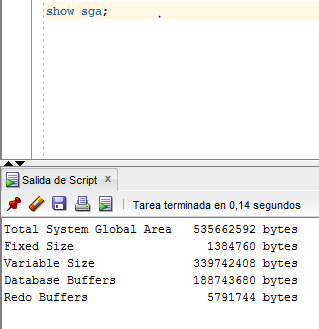 show sga;
Salida de Script x
Tarea terminada en 0,14 segundos
Total System Global Area 535662592 bytes
Fixed Size 1384760 bytes
Variable Size 339742408 bytes
Database Buffers 188743680 bytes
Redo Buffers 5791744 bytes